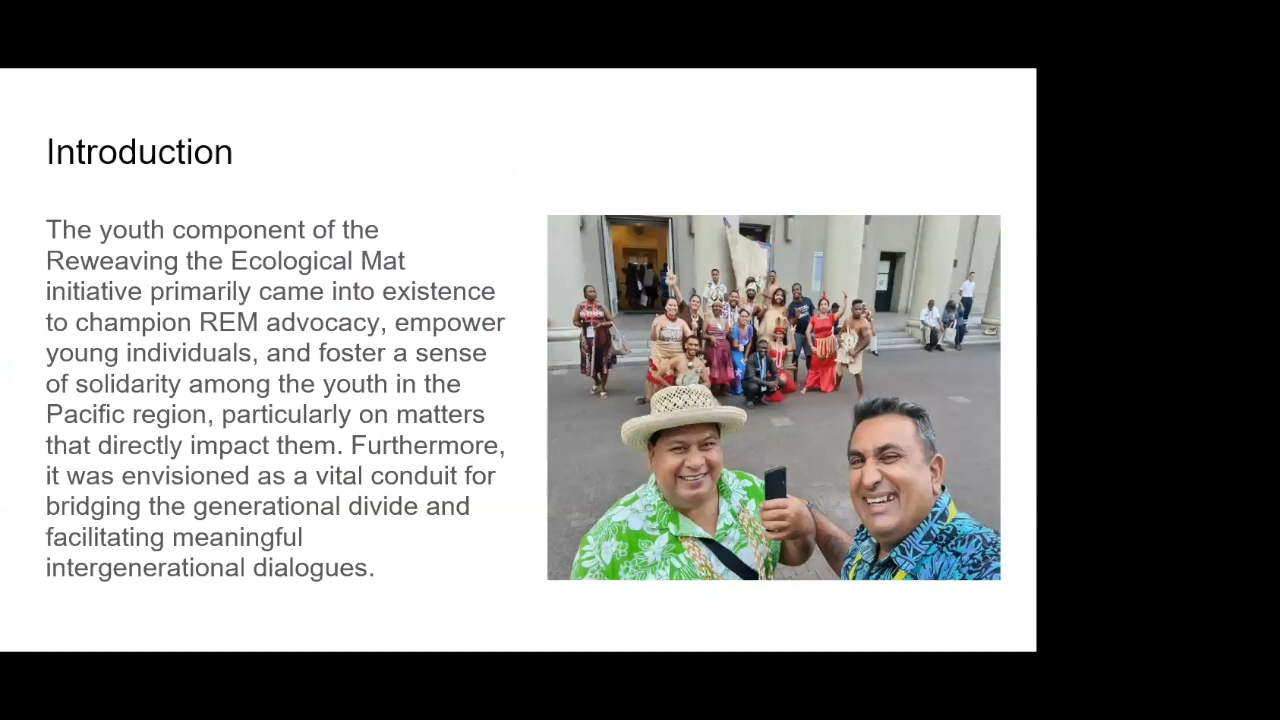 Introduction
The youth component of the
Reweaving the Ecological Mat
initiative primarily came into existence
to champion REM advocacy, empower
young individuals, and foster a sense
of solidarity among the youth in the
Pacific region, particularly on matters
that directly impact them. Furthermore,
it was envisioned as a vital conduit for
bridging the generational divide and
facilitating meaningful
intergenerational dialogues.